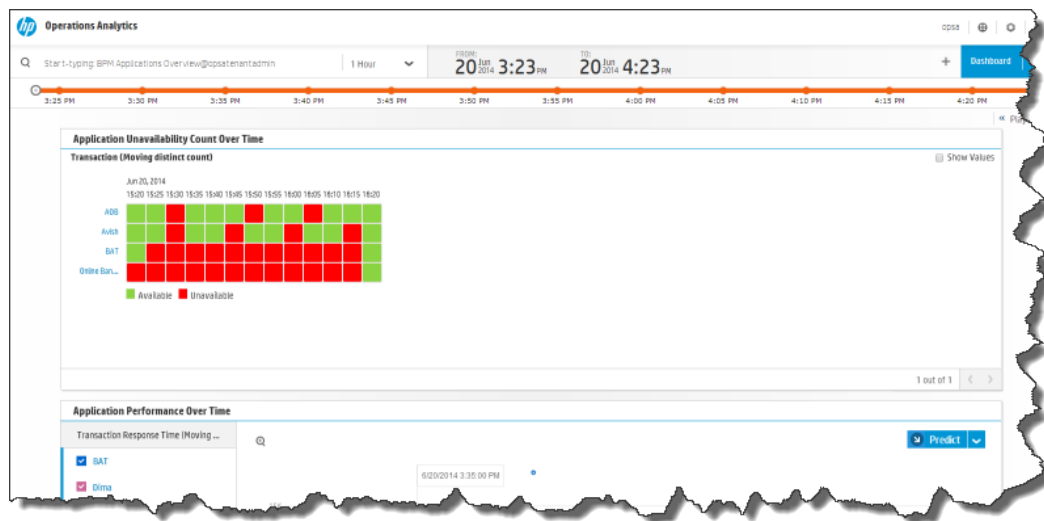 hp Operations Analytics
opsa
Start-typing: BPM Applications Overview@opsatenantadmin
1 Hour
FROM: 20 Jun 2014 3:23 PM
TO: 20 Jun 2014 4:23 PM
+ Dashboard
3:25 PM 3:30 PM 3:35 PM 3:40 PM 3:45 PM 3:50 PM 3:55 PM 4:00 PM 4:05 PM 4:10 PM 4:15 PM 4:20 PM
«
Application Unavailability Count Over Time
Transaction (Moving distinct count)
Show Values
Jun 20, 2014
15:20 15:25 15:30 15:35 15:40 15:45 15:50 15:55 16:00 16:05 16:10 16:15 16:20
ADB
Avish
BAT
Online Ban...
Available Unavailable
1 out of 1 < >
Application Performance Over Time
Transaction Response Time (Moving ...
Predict
BAT
6/20/2014 3:35:00 PM
Dima